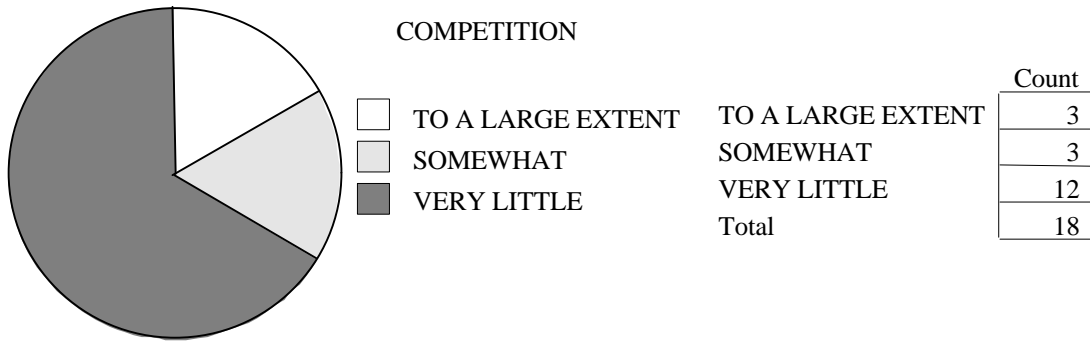 COMPETITION
TO A LARGE EXTENT
SOMEWHAT
VERY LITTLE
Count
TO A LARGE EXTENT 3
SOMEWHAT 3
VERY LITTLE 12
Total 18